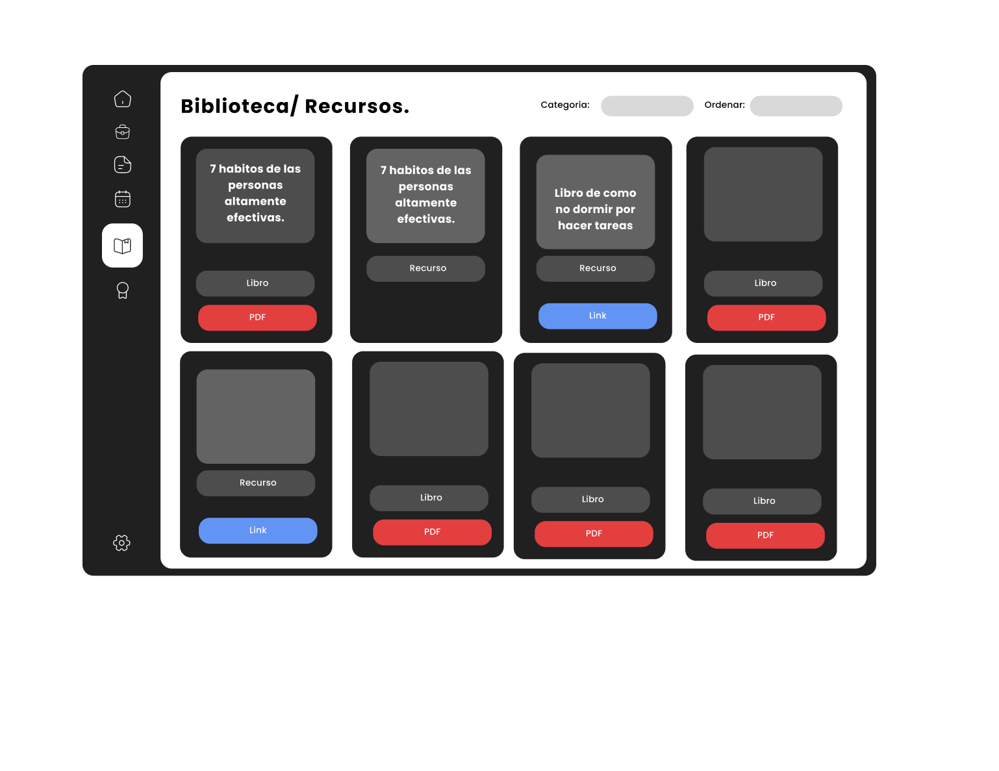 Biblioteca/ Recursos.
Categoria:
Ordenar:
7 habitos de las
personas
altamente
efectivas.
Libro
PDF
7 habitos de las
personas
altamente
efectivas.
Recurso
Libro de como
no dormir por
hacer tareas
Recurso
Link
Libro
PDF
Recurso
Link
Libro
PDF
Libro
PDF
Libro
PDF